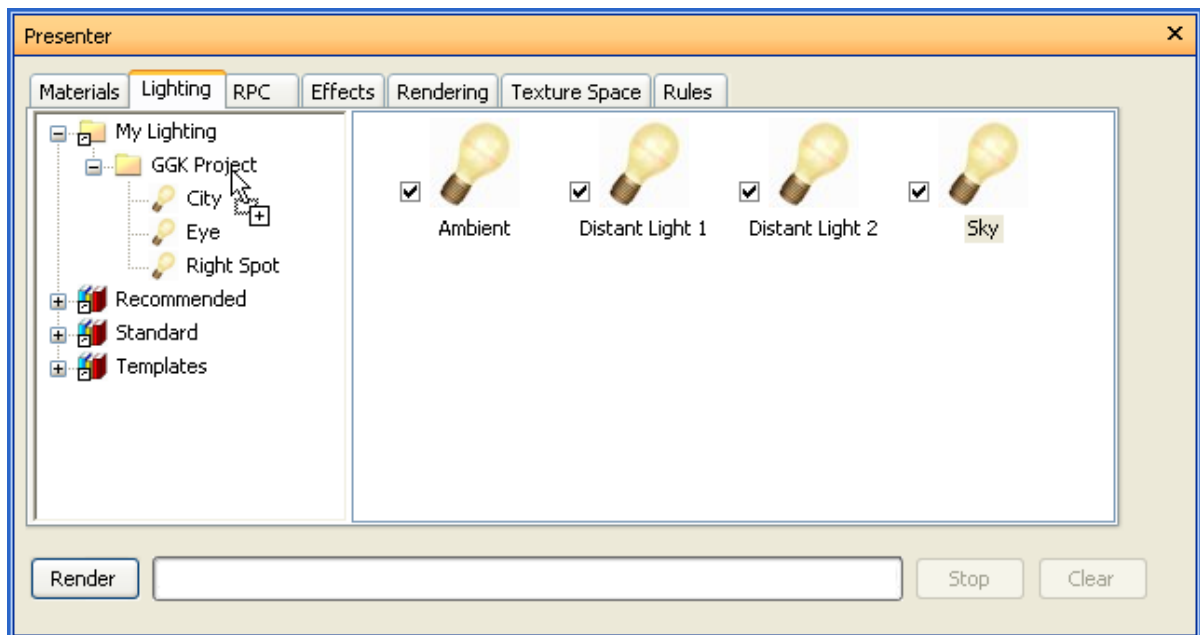 Presenter
Materials Lighting RPC Effects Rendering Texture Space Rules
My Lighting
GGK Project
City
Eye
Right Spot
Recommended
Standard
Templates
Ambient Distant Light 1 Distant Light 2 Sky
Render Stop Clear